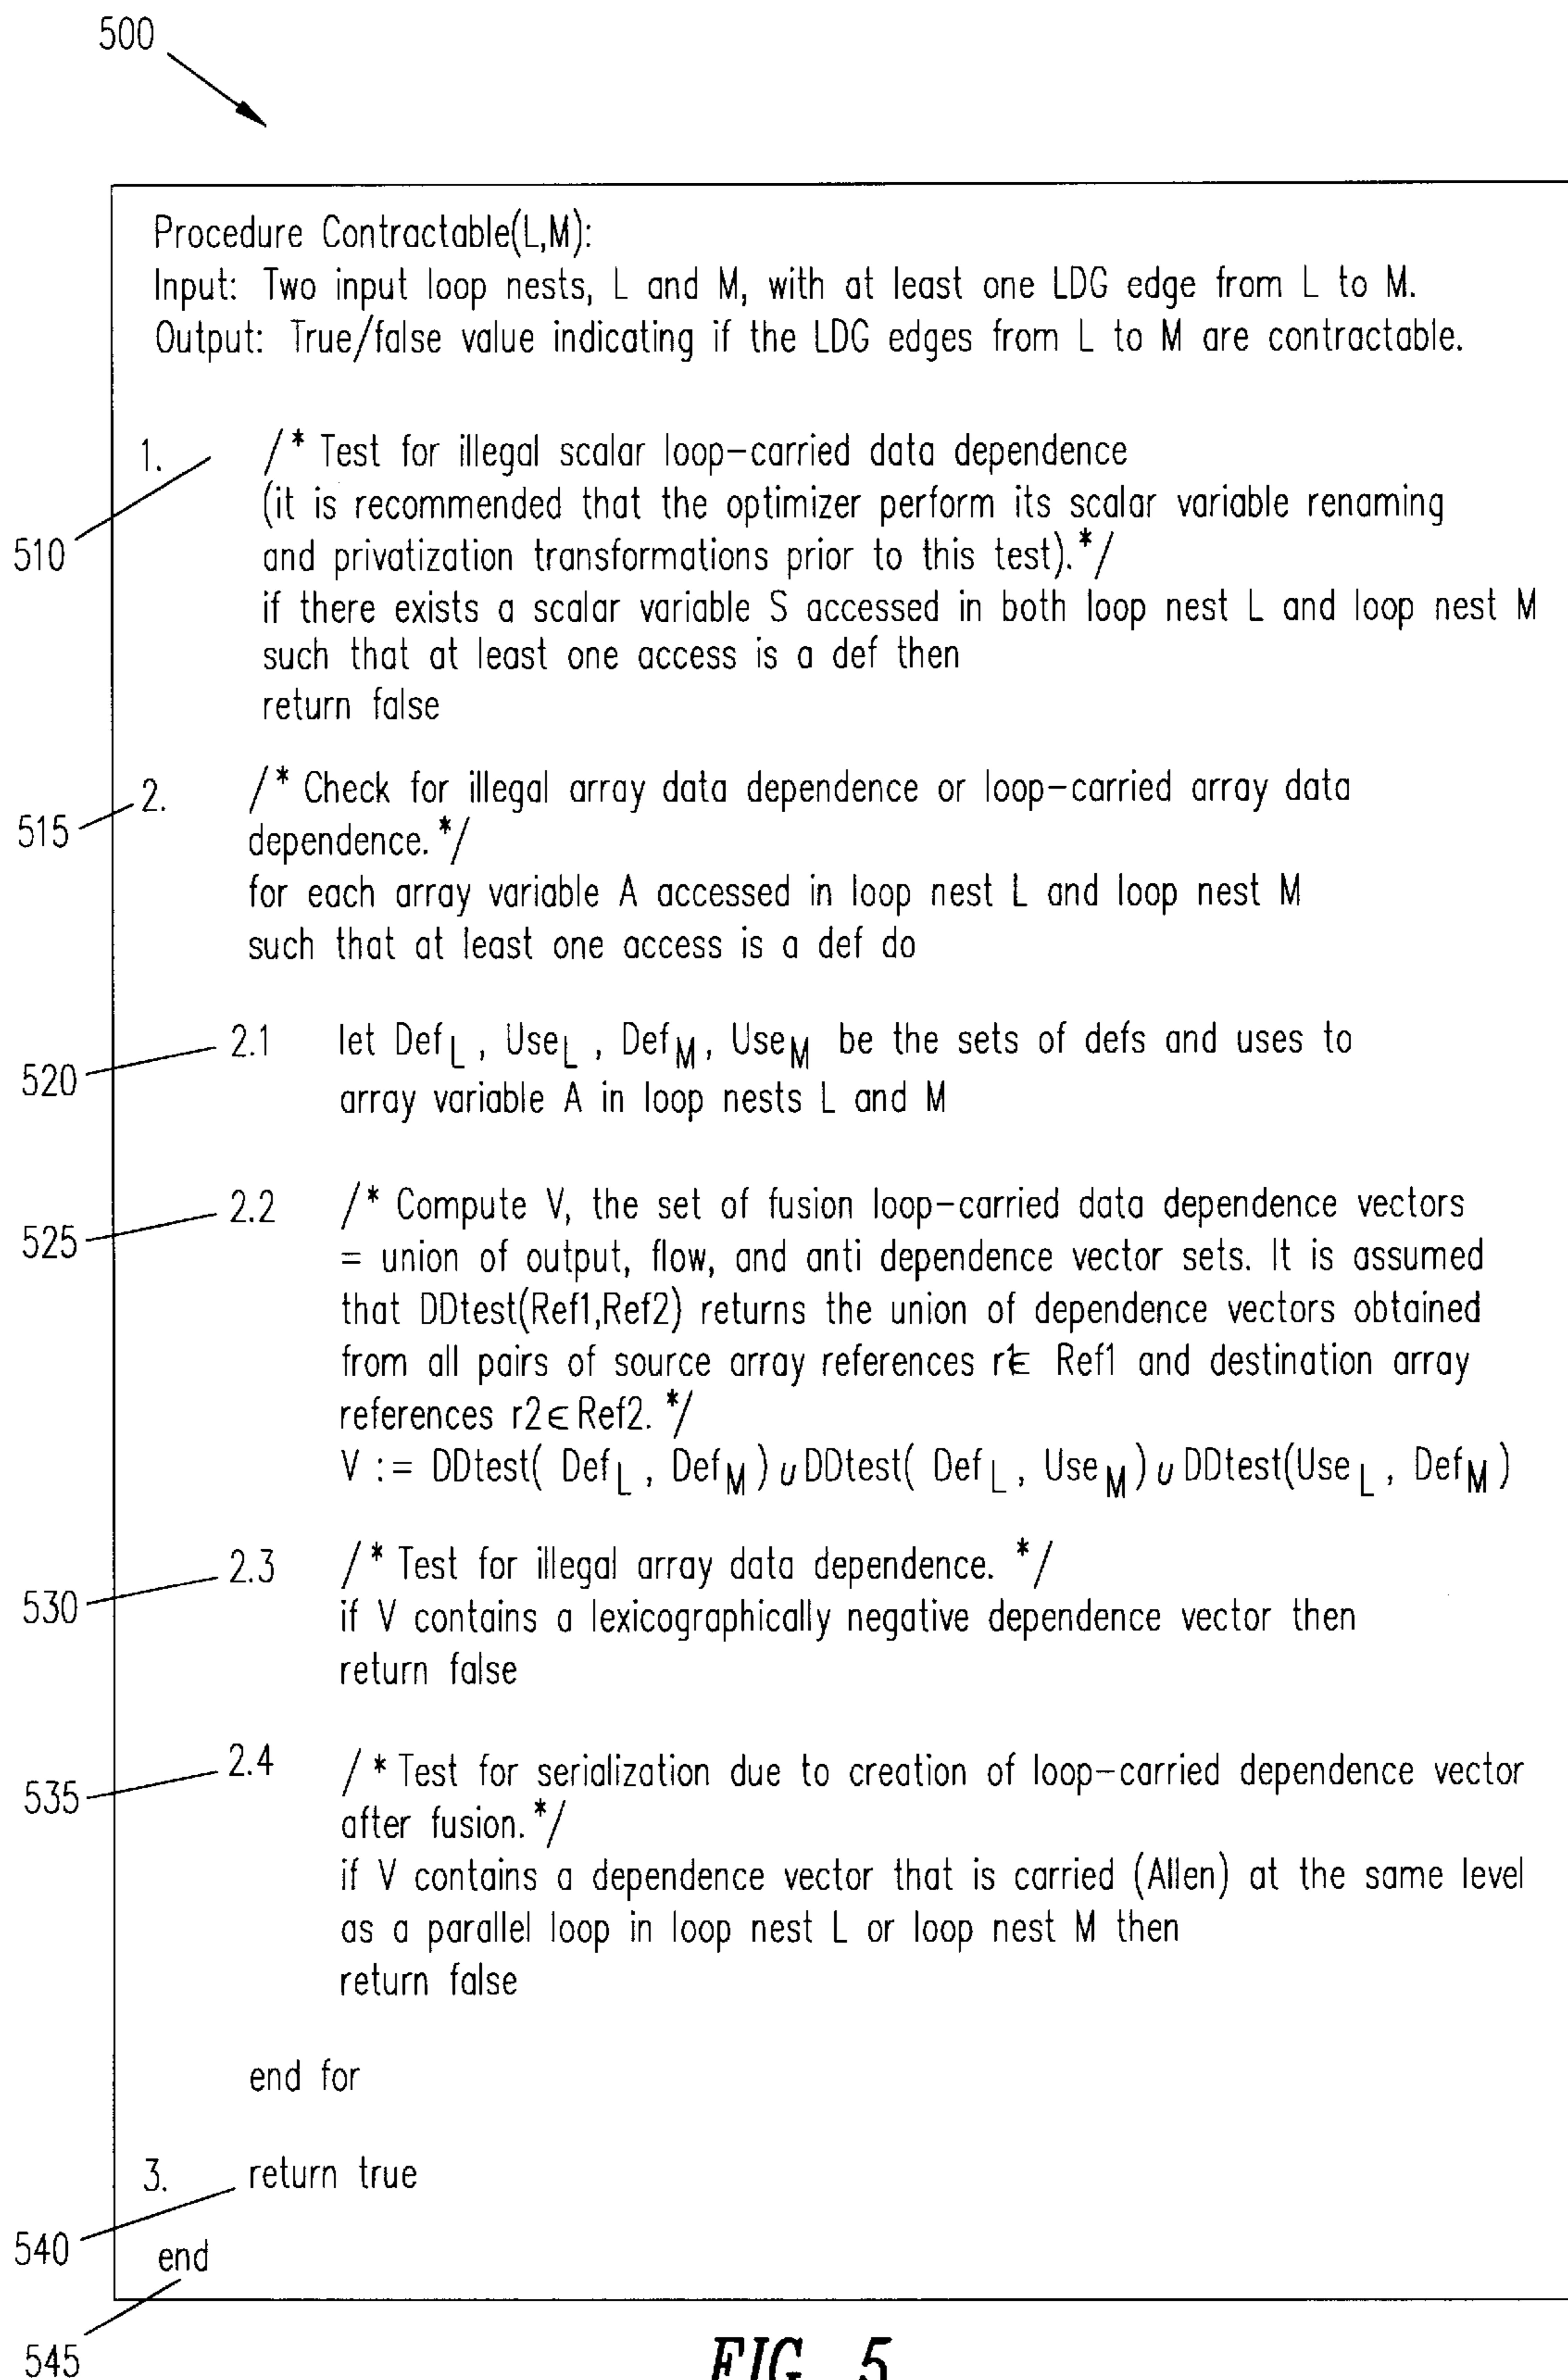 500
Procedure Contractable(L,M):
Input: Two input loop nests, L and M, with at least one LDG edge from L to M.
Output: True/false value indicating if the LDG edges from L to M are contractable.
1. /* Test for illegal scalar loop-carried data dependence
(it is recommended that the optimizer perform its scalar variable renaming
510 and privatization transformations prior to this test).*/
if there exists a scalar variable S accessed in both loop nest L and loop nest M
such that at least one access is a def then
return false
2. /* Check for illegal array data dependence or loop-carried array data
515 dependence.*/
for each array variable A accessed in loop nest L and loop nest M
such that at least one access is a def do
2.1 let Def_L, Use_L, Def_M, Use_M be the sets of defs and uses to
520 array variable A in loop nests L and M
2.2 /* Compute V, the set of fusion loop-carried data dependence vectors
525 = union of output, flow, and anti dependence vector sets. It is assumed
that DDtest(Ref1,Ref2) returns the union of dependence vectors obtained
from all pairs of source array references r1∈ Ref1 and destination array
references r2∈Ref2. */
V := DDtest( Def_L, Def_M) ∪ DDtest( Def_L, Use_M) ∪ DDtest(Use_L, Def_M)
2.3 /* Test for illegal array data dependence. */
530 if V contains a lexicographically negative dependence vector then
return false
2.4 /* Test for serialization due to creation of loop-carried dependence vector
535 after fusion.*/
if V contains a dependence vector that is carried (Allen) at the same level
as a parallel loop in loop nest L or loop nest M then
return false
end for
3. return true
540 end
545
FIG. 5